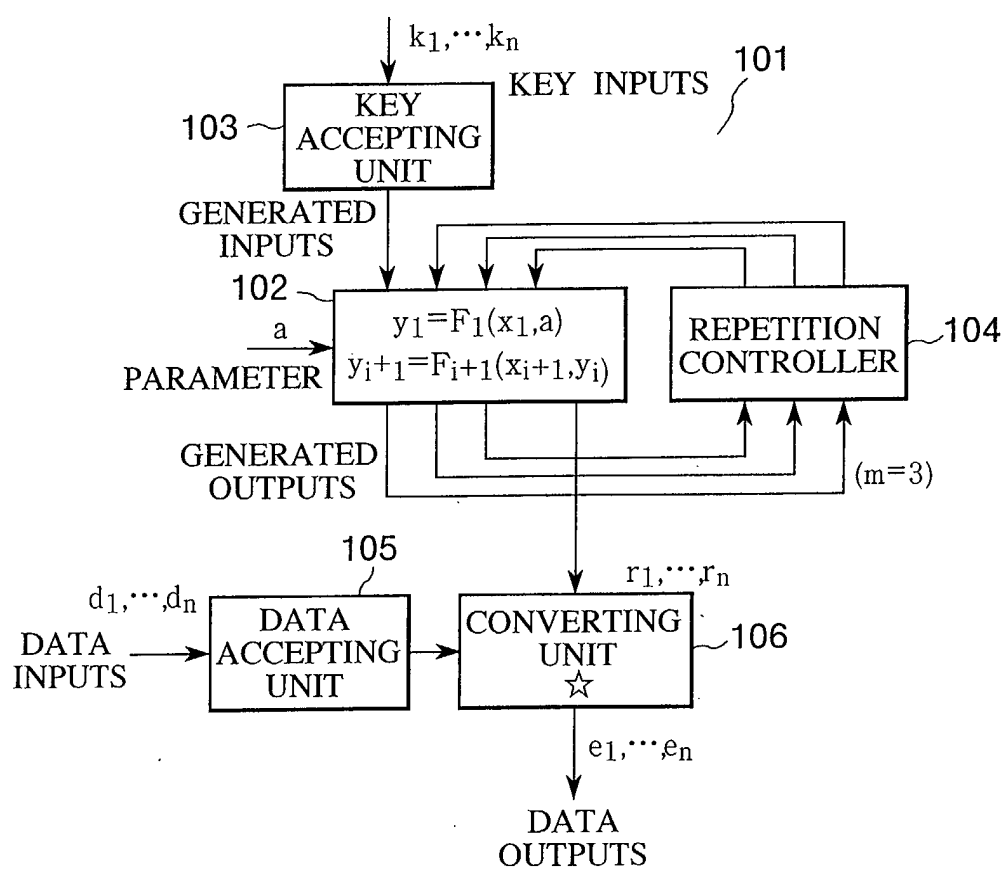 k1,···,kn
KEY INPUTS
101
103
KEY
ACCEPTING
UNIT
GENERATED
INPUTS
102
y1=F1(x1,a)
yi+1=Fi+1(xi+1,yi)
a
PARAMETER
REPETITION
CONTROLLER
104
GENERATED
OUTPUTS
(m=3)
105
r1,···,rn
d1,···,dn
DATA
INPUTS
DATA
ACCEPTING
UNIT
CONVERTING
UNIT
☆
106
e1,···,en
DATA
OUTPUTS